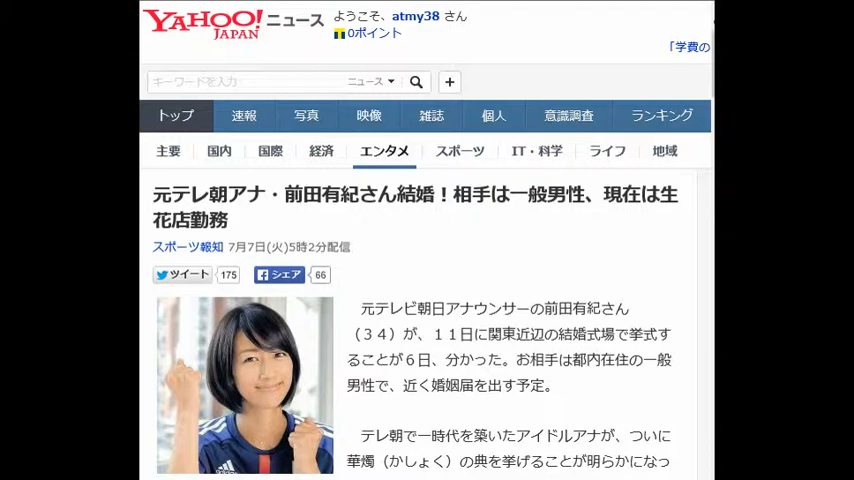 YAHOO! JAPAN ニュース
ようこそ、atmy38 さん
0ポイント
「学費の
キーワードを入力 ニュース
トップ 速報 写真 映像 雑誌 個人 意識調査 ランキング
主要 国内 国際 経済 エンタメ スポーツ IT・科学 ライフ 地域
元テレ朝アナ・前田有紀さん結婚！相手は一般男性、現在は生
花店勤務
スポーツ報知 7月7日(火)5時2分配信
ツイート 175 シェア 66
元テレビ朝日アナウンサーの前田有紀さん
（３４）が、１１日に関東近辺の結婚式場で挙式す
ることが６日、分かった。お相手は都内在住の一般
男性で、近く婚姻届を出す予定。
テレ朝で一時代を築いたアイドルアナが、ついに
華燭（かしょく）の典を挙げることが明らかになっ
adidas